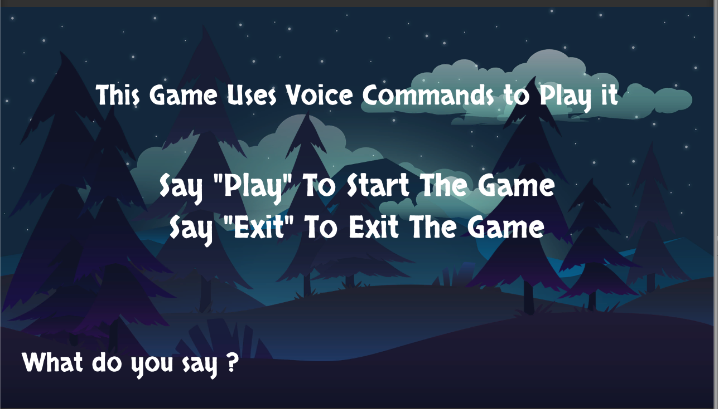 This Game Uses Voice Commands to Play it
Say "Play" To Start The Game
Say "Exit" To Exit The Game
What do you say ?